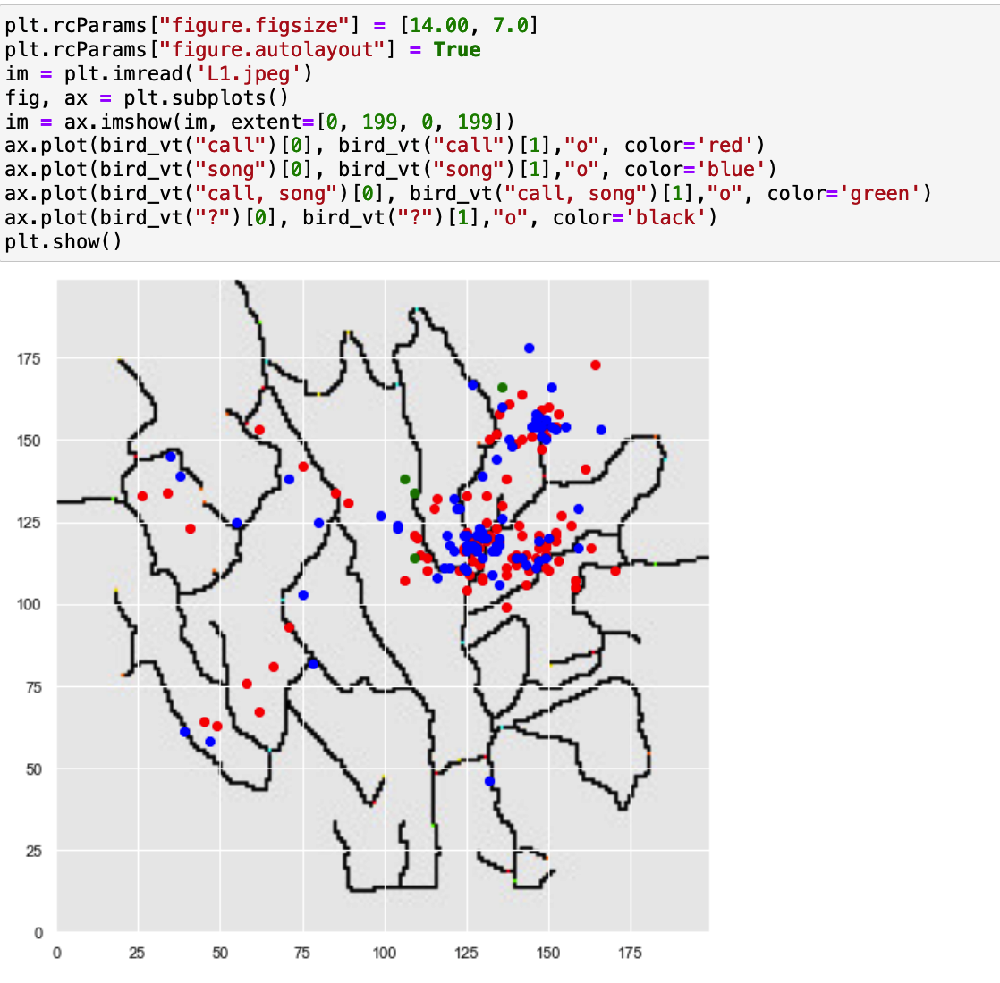 plt.rcParams["figure.figsize"] = [14.00, 7.0]
plt.rcParams["figure.autolayout"] = True
im = plt.imread('L1.jpeg')
fig, ax = plt.subplots()
im = ax.imshow(im, extent=[0, 199, 0, 199])
ax.plot(bird_vt("call")[0], bird_vt("call")[1],"o", color='red')
ax.plot(bird_vt("song")[0], bird_vt("song")[1],"o", color='blue')
ax.plot(bird_vt("call, song")[0], bird_vt("call, song")[1],"o", color='green')
ax.plot(bird_vt("?")[0], bird_vt("?")[1],"o", color='black')
plt.show()
175
150
125
100
75
50
25
0
0 25 50 75 100 125 150 175